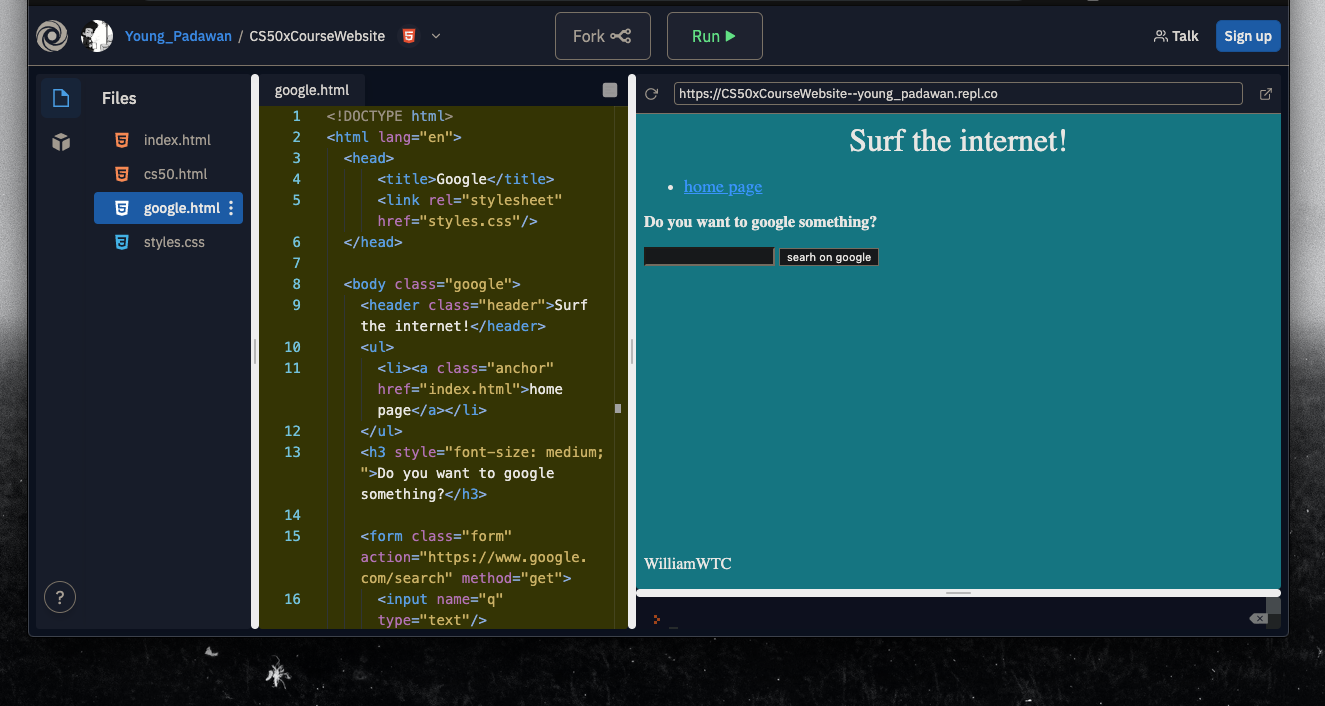 Young_Padawan / CS50xCourseWebsite
Fork
Run
Talk
Sign up
Files
index.html
cs50.html
google.html
styles.css
?
google.html
1 <!DOCTYPE html>
2 <html lang="en">
3 <head>
4 <title>Google</title>
5 <link rel="stylesheet"
href="styles.css"/>
6 </head>
7
8 <body class="google">
9 <header class="header">Surf
the internet!</header>
10 <ul>
11 <li><a class="anchor"
href="index.html">home
page</a></li>
12 </ul>
13 <h3 style="font-size: medium;
">Do you want to google
something?</h3>
14
15 <form class="form"
action="https://www.google.
com/search" method="get">
16 <input name="q"
type="text"/>
https://CS50xCourseWebsite--young_padawan.repl.co
Surf the internet!
home page
Do you want to google something?
searh on google
WilliamWTC